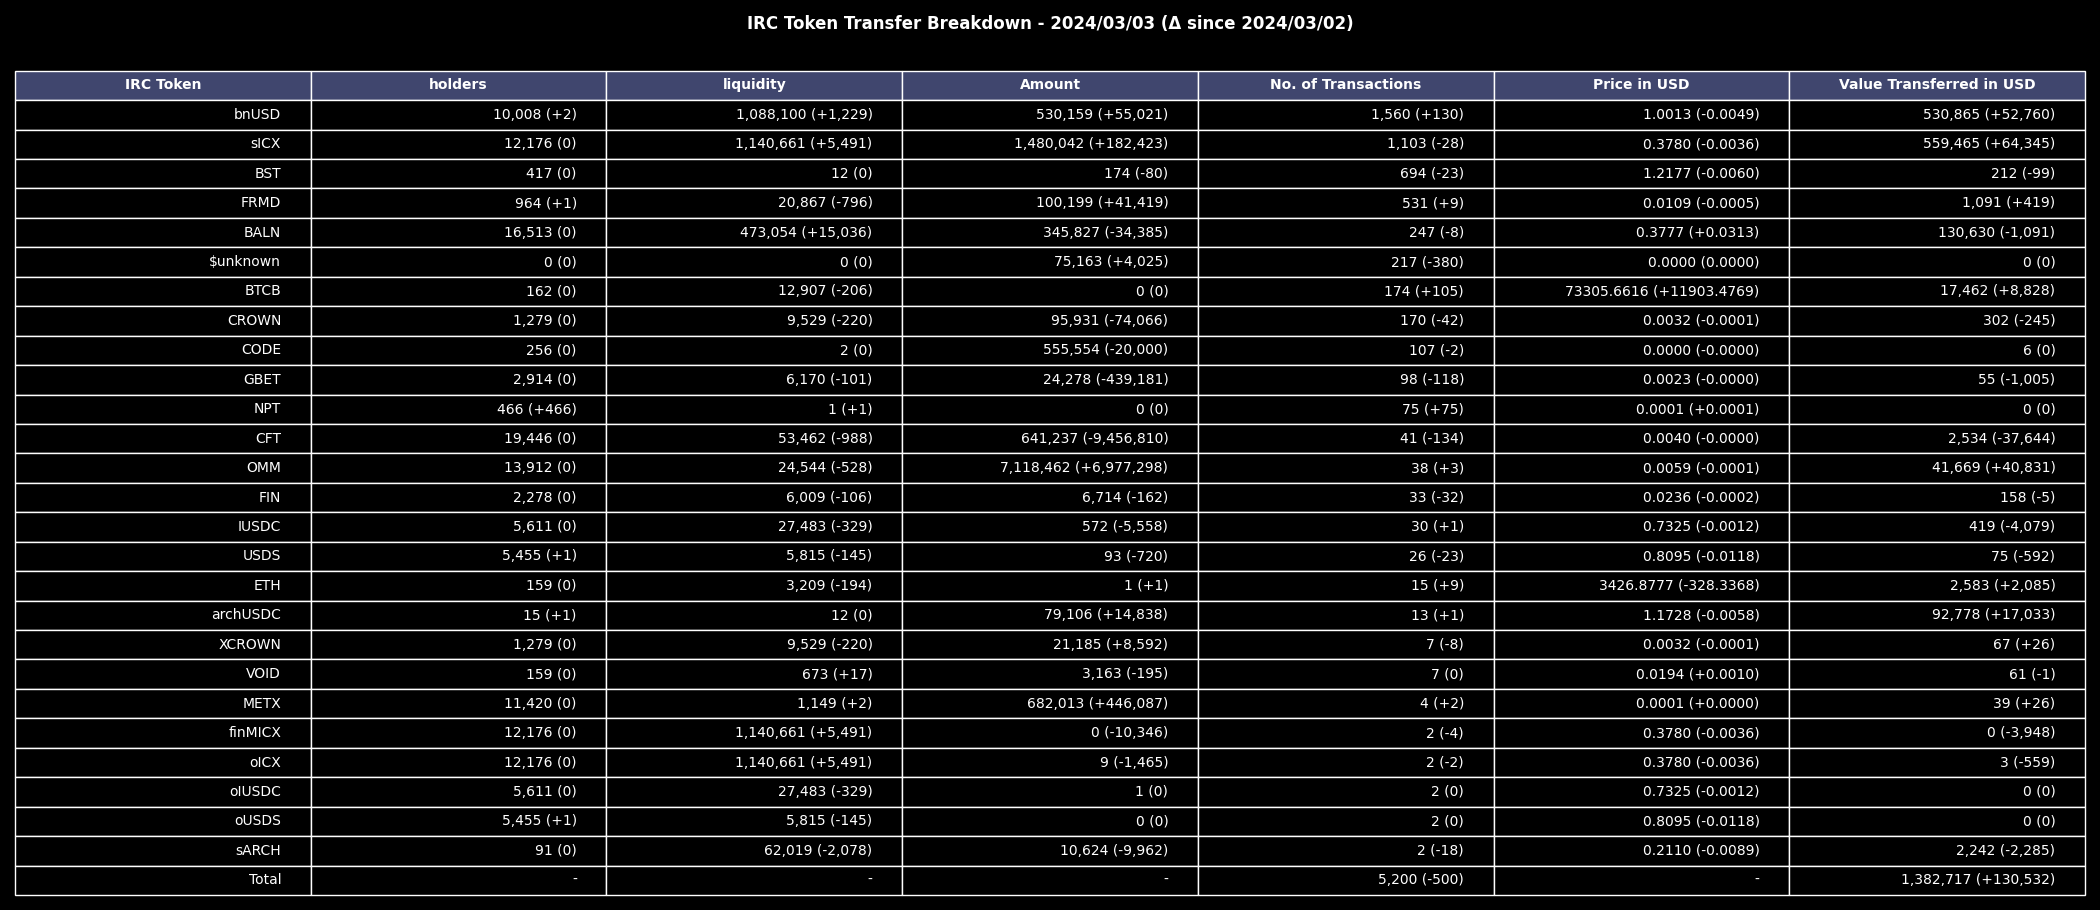 IRC Token Transfer Breakdown - 2024/03/03 (Δ since 2024/03/02)
IRC Token holders liquidity Amount No. of Transactions Price in USD Value Transferred in USD
bnUSD 10,008 (+2) 1,088,100 (+1,229) 530,159 (+55,021) 1,560 (+130) 1.0013 (-0.0049) 530,865 (+52,760)
sICX 12,176 (0) 1,140,661 (+5,491) 1,480,042 (+182,423) 1,103 (-28) 0.3780 (-0.0036) 559,465 (+64,345)
BST 417 (0) 12 (0) 174 (-80) 694 (-23) 1.2177 (-0.0060) 212 (-99)
FRMD 964 (+1) 20,867 (-796) 100,199 (+41,419) 531 (+9) 0.0109 (-0.0005) 1,091 (+419)
BALN 16,513 (0) 473,054 (+15,036) 345,827 (-34,385) 247 (-8) 0.3777 (+0.0313) 130,630 (-1,091)
$unknown 0 (0) 0 (0) 75,163 (+4,025) 217 (-380) 0.0000 (0.0000) 0 (0)
BTCB 162 (0) 12,907 (-206) 0 (0) 174 (+105) 73305.6616 (+11903.4769) 17,462 (+8,828)
CROWN 1,279 (0) 9,529 (-220) 95,931 (-74,066) 170 (-42) 0.0032 (-0.0001) 302 (-245)
CODE 256 (0) 2 (0) 555,554 (-20,000) 107 (-2) 0.0000 (-0.0000) 6 (0)
GBET 2,914 (0) 6,170 (-101) 24,278 (-439,181) 98 (-118) 0.0023 (-0.0000) 55 (-1,005)
NPT 466 (+466) 1 (+1) 0 (0) 75 (+75) 0.0001 (+0.0001) 0 (0)
CFT 19,446 (0) 53,462 (-988) 641,237 (-9,456,810) 41 (-134) 0.0040 (-0.0000) 2,534 (-37,644)
OMM 13,912 (0) 24,544 (-528) 7,118,462 (+6,977,298) 38 (+3) 0.0059 (-0.0001) 41,669 (+40,831)
FIN 2,278 (0) 6,009 (-106) 6,714 (-162) 33 (-32) 0.0236 (-0.0002) 158 (-5)
IUSDC 5,611 (0) 27,483 (-329) 572 (-5,558) 30 (+1) 0.7325 (-0.0012) 419 (-4,079)
USDS 5,455 (+1) 5,815 (-145) 93 (-720) 26 (-23) 0.8095 (-0.0118) 75 (-592)
ETH 159 (0) 3,209 (-194) 1 (+1) 15 (+9) 3426.8777 (-328.3368) 2,583 (+2,085)
archUSDC 15 (+1) 12 (0) 79,106 (+14,838) 13 (+1) 1.1728 (-0.0058) 92,778 (+17,033)
XCROWN 1,279 (0) 9,529 (-220) 21,185 (+8,592) 7 (-8) 0.0032 (-0.0001) 67 (+26)
VOID 159 (0) 673 (+17) 3,163 (-195) 7 (0) 0.0194 (+0.0010) 61 (-1)
METX 11,420 (0) 1,149 (+2) 682,013 (+446,087) 4 (+2) 0.0001 (+0.0000) 39 (+26)
finMICX 12,176 (0) 1,140,661 (+5,491) 0 (-10,346) 2 (-4) 0.3780 (-0.0036) 0 (-3,948)
oICX 12,176 (0) 1,140,661 (+5,491) 9 (-1,465) 2 (-2) 0.3780 (-0.0036) 3 (-559)
oIUSDC 5,611 (0) 27,483 (-329) 1 (0) 2 (0) 0.7325 (-0.0012) 0 (0)
oUSDS 5,455 (+1) 5,815 (-145) 0 (0) 2 (0) 0.8095 (-0.0118) 0 (0)
sARCH 91 (0) 62,019 (-2,078) 10,624 (-9,962) 2 (-18) 0.2110 (-0.0089) 2,242 (-2,285)
Total - - - 5,200 (-500) - 1,382,717 (+130,532)